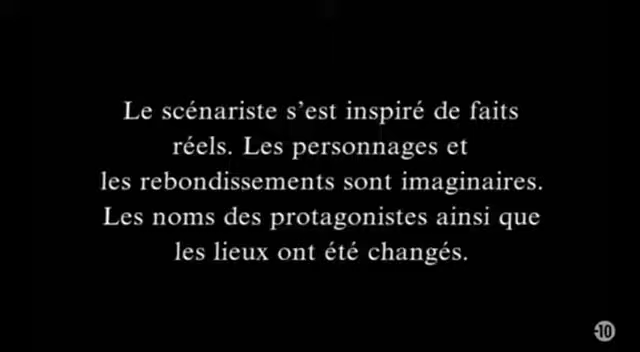 Le scénariste s’est inspiré de faits
réels. Les personnages et
les rebondissements sont imaginaires.
Les noms des protagonistes ainsi que
les lieux ont été changés.
-10